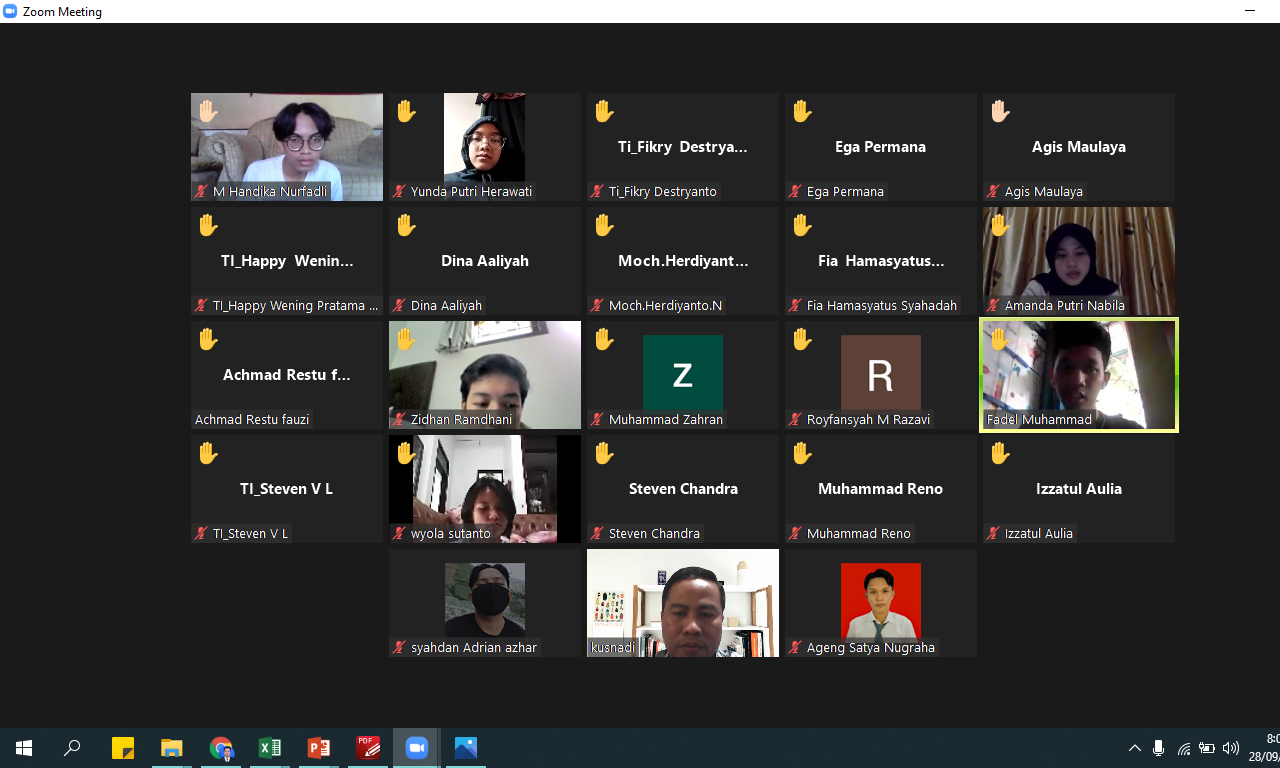 Zoom Meeting
M Handika Nurfadli
Yunda Putri Herawati
Ti_Fikry Destrya...
Ti_Fikry Destryanto
Ega Permana
Ega Permana
Agis Maulaya
Agis Maulaya
TI_Happy Wenin...
TI_Happy Wening Pratama ...
Dina Aaliyah
Dina Aaliyah
Moch.Herdiyant...
Moch.Herdiyanto.N
Fia Hamasyatus...
Fia Hamasyatus Syahadah
Amanda Putri Nabila
Achmad Restu f...
Achmad Restu fauzi
Zidhan Ramdhani
Z
Muhammad Zahran
R
Royfansyah M Razavi
Fadel Muhammad
TI_Steven V L
TI_Steven V L
wyola sutanto
Steven Chandra
Steven Chandra
Muhammad Reno
Muhammad Reno
Izzatul Aulia
Izzatul Aulia
syahdan Adrian azhar
kusnadi
Ageng Satya Nugraha
PDF
8:0
28/09/